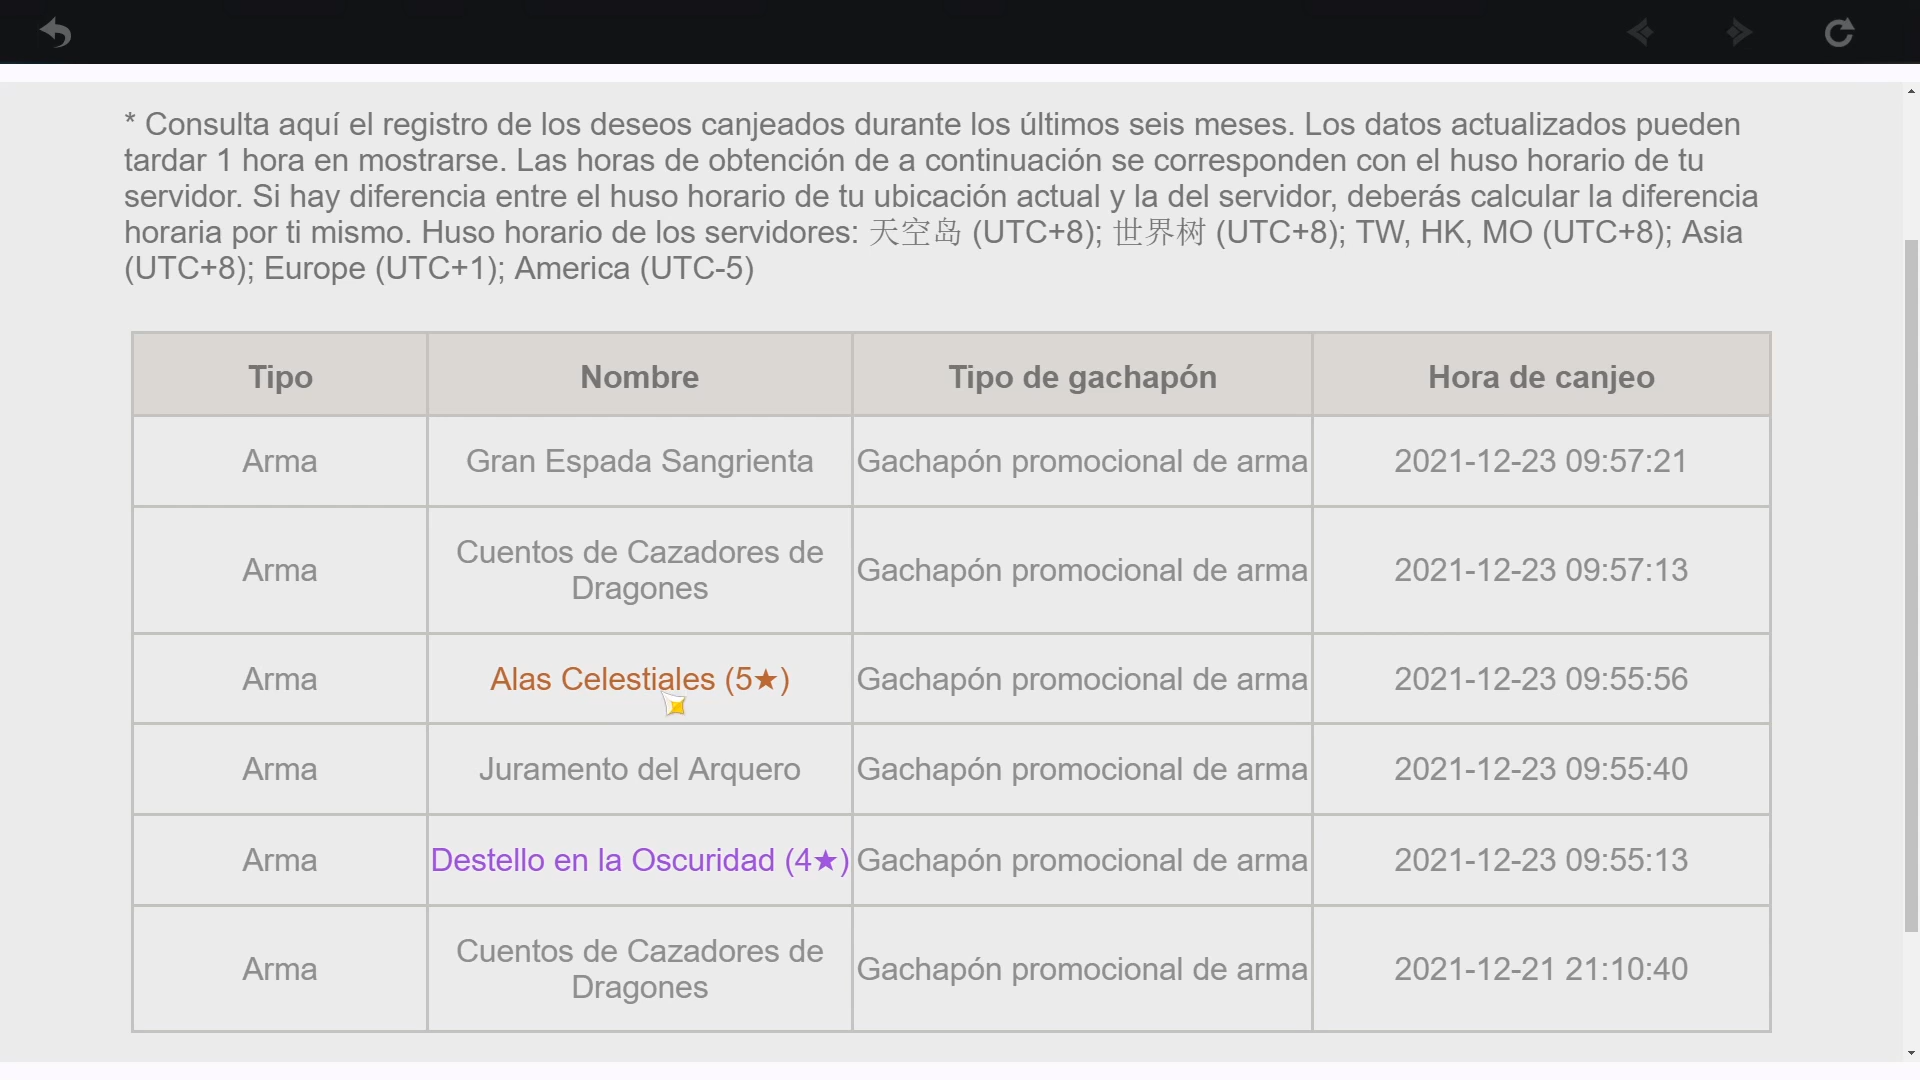 * Consulta aquí el registro de los deseos canjeados durante los últimos seis meses. Los datos actualizados pueden
tardar 1 hora en mostrarse. Las horas de obtención de a continuación se corresponden con el huso horario de tu
servidor. Si hay diferencia entre el huso horario de tu ubicación actual y la del servidor, deberás calcular la diferencia
horaria por ti mismo. Huso horario de los servidores: 天空岛 (UTC+8); 世界树 (UTC+8); TW, HK, MO (UTC+8); Asia
(UTC+8); Europe (UTC+1); America (UTC-5)
Tipo Nombre Tipo de gachapón Hora de canjeo
Arma Gran Espada Sangrienta Gachapón promocional de arma 2021-12-23 09:57:21
Arma Cuentos de Cazadores de
Dragones Gachapón promocional de arma 2021-12-23 09:57:13
Arma Alas Celestiales (5★) Gachapón promocional de arma 2021-12-23 09:55:56
Arma Juramento del Arquero Gachapón promocional de arma 2021-12-23 09:55:40
Arma Destello en la Oscuridad (4★) Gachapón promocional de arma 2021-12-23 09:55:13
Arma Cuentos de Cazadores de
Dragones Gachapón promocional de arma 2021-12-21 21:10:40